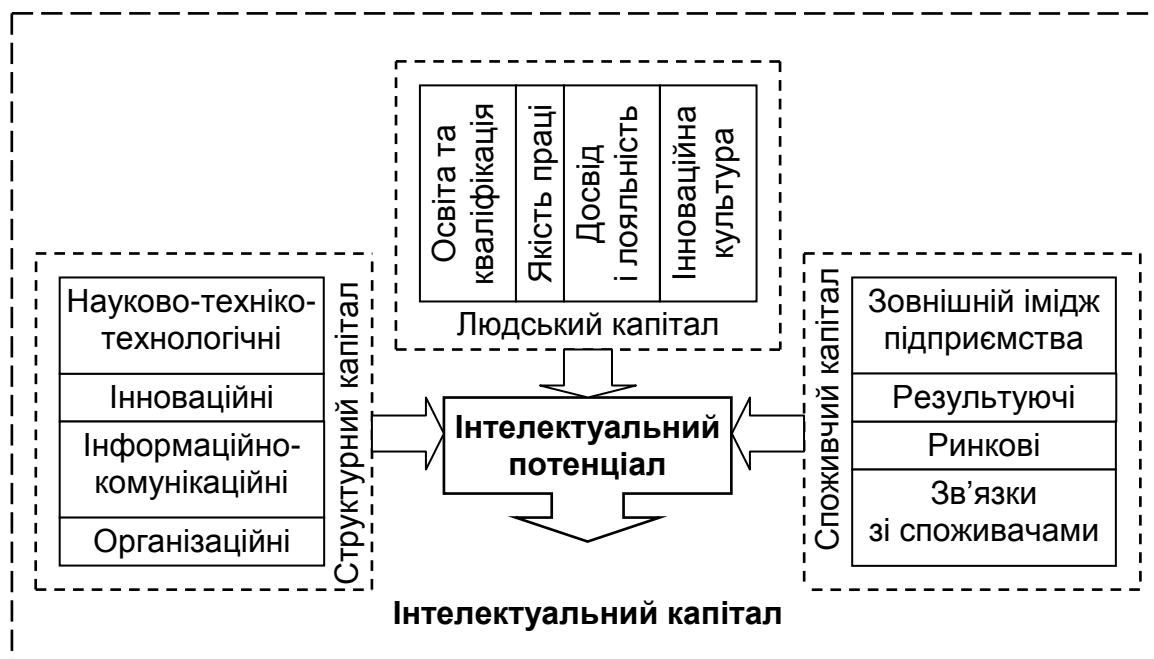 Освіта та
кваліфікація
Якість праці
Досвід
і лояльність
Інноваційна
культура
Людський капітал
Науково-техніко-
технологічні
Інноваційні
Інформаційно-
комунікаційні
Організаційні
Структурний капітал
Інтелектуальний
потенціал
Споживчий капітал
Зовнішній імідж
підприємства
Результуючі
Ринкові
Зв’язки
зі споживачами
Інтелектуальний капітал